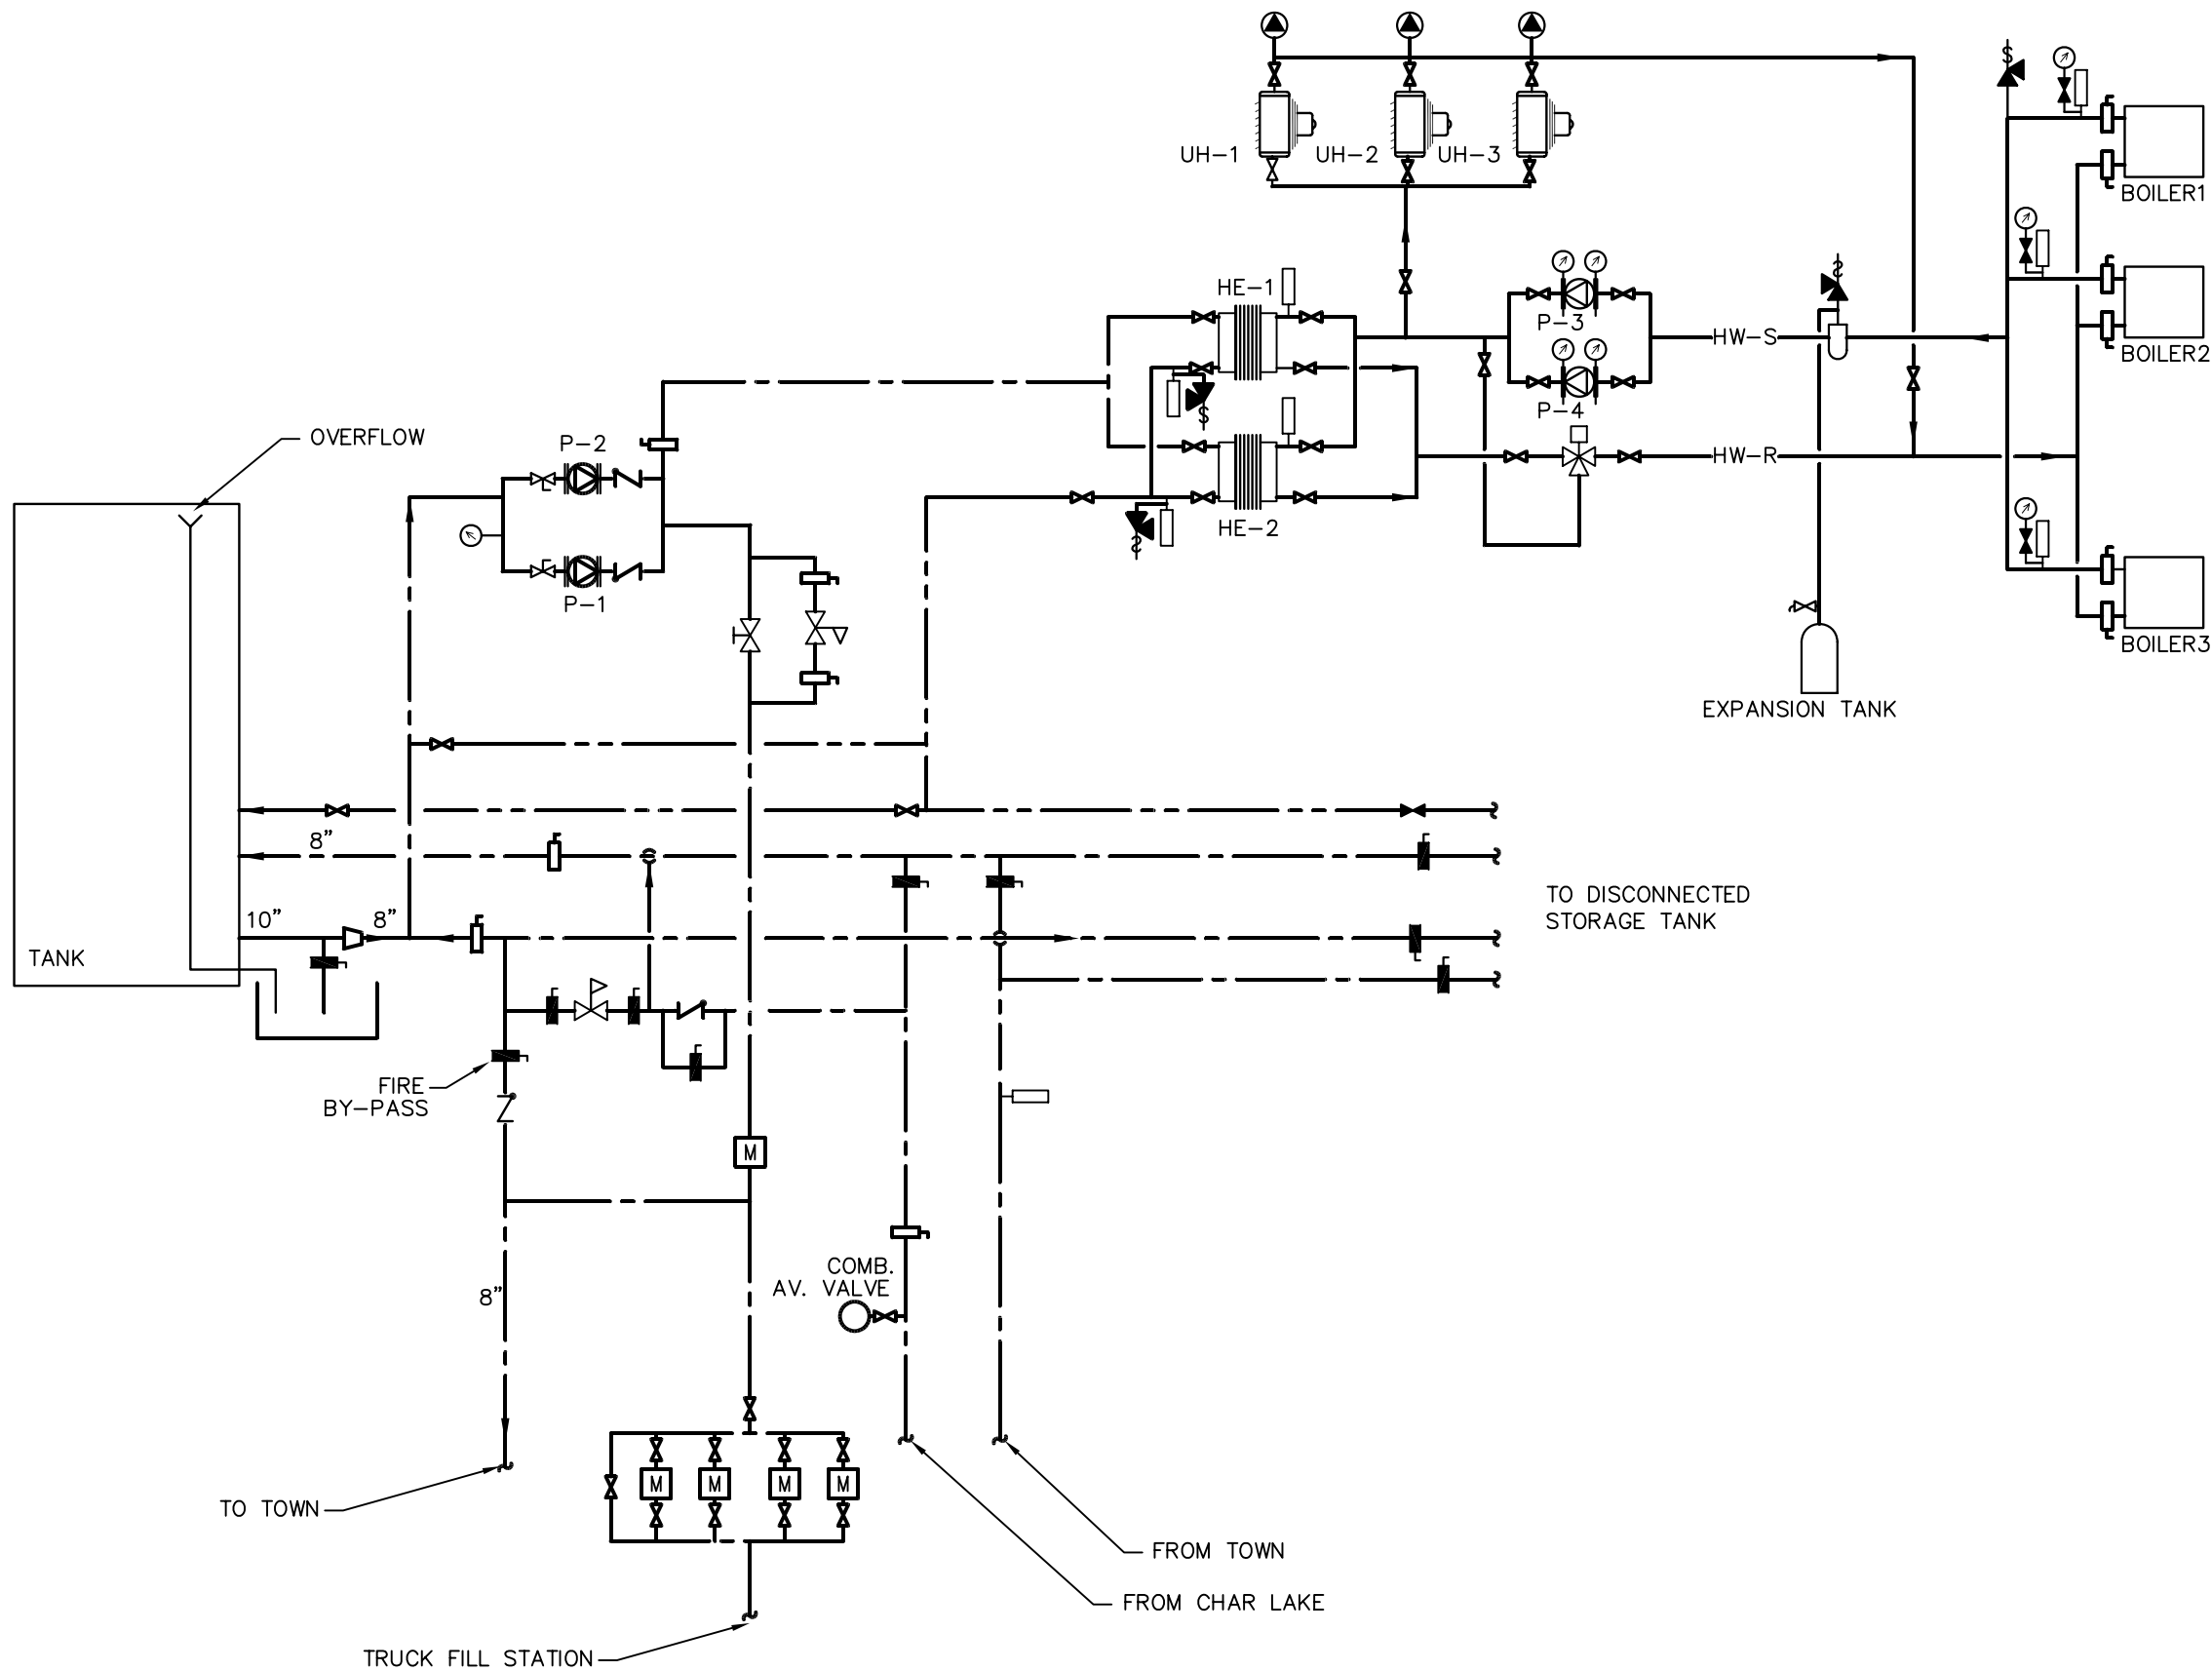 UH-1
UH-2
UH-3
BOILER1
HE-1
P-3
HW-S
BOILER2
P-4
OVERFLOW
P-2
HW-R
HE-2
P-1
BOILER3
EXPANSION TANK
8"
10"
8"
TO DISCONNECTED
STORAGE TANK
TANK
FIRE
BY-PASS
M
COMB.
AV. VALVE
8"
M
M
M
M
TO TOWN
FROM TOWN
FROM CHAR LAKE
TRUCK FILL STATION